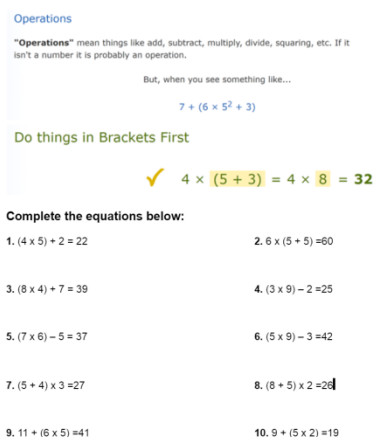 Operations
"Operations" mean things like add, subtract, multiply, divide, squaring, etc. If it
isn't a number it is probably an operation.
But, when you see something like...
7 + (6 × 5² + 3)
Do things in Brackets First
✓ 4 × (5 + 3) = 4 × 8 = 32
Complete the equations below:
1. (4 x 5) + 2 = 22 2. 6 x (5 + 5) =60
3. (8 x 4) + 7 = 39 4. (3 x 9) – 2 =25
5. (7 x 6) – 5 = 37 6. (5 x 9) – 3 =42
7. (5 + 4) x 3 =27 8. (8 + 5) x 2 =26
9. 11 + (6 x 5) =41 10. 9 + (5 x 2) =19